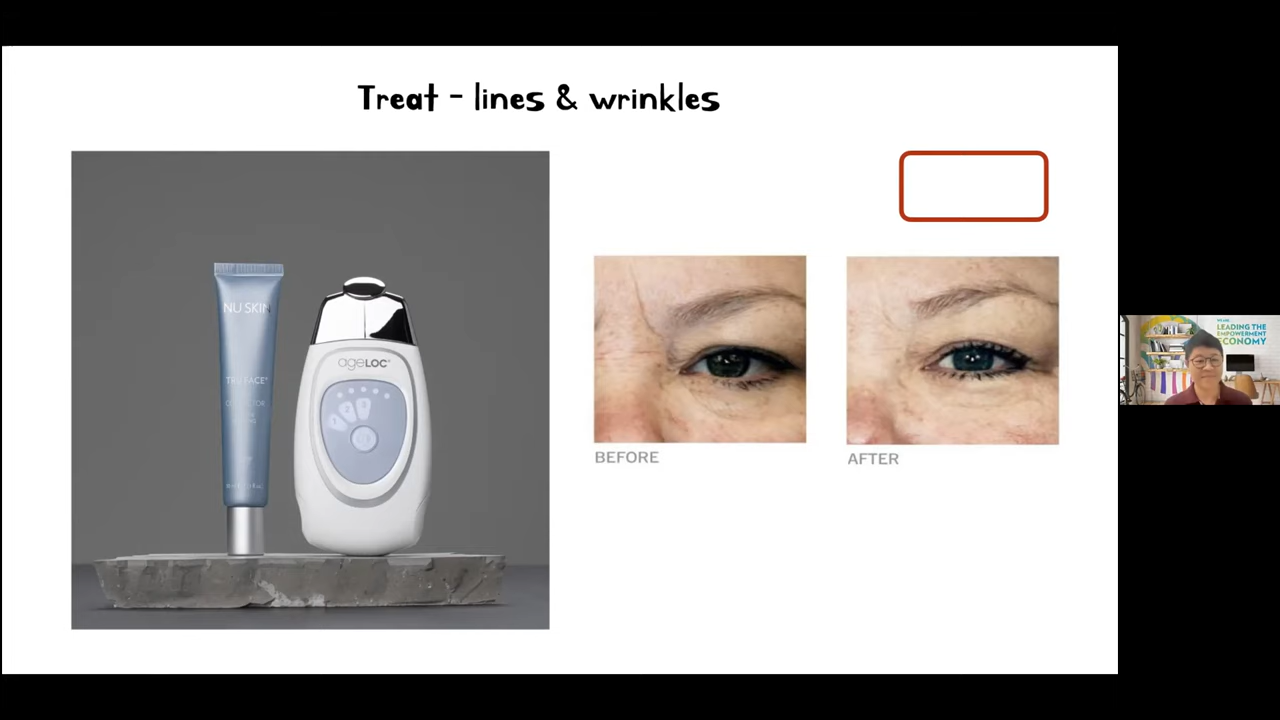 Treat - lines & wrinkles
NU SKIN
TRU FACE®
ageLOC®
BEFORE
AFTER
LEADING THE
EMPOWERMENT
ECONOMY